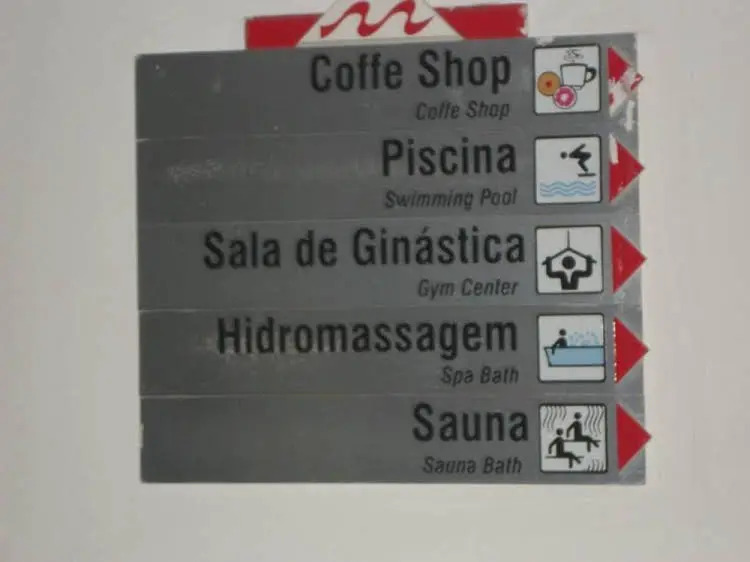 Coffe Shop
Coffe Shop
Piscina
Swimming Pool
Sala de Ginástica
Gym Center
Hidromassagem
Spa Bath
Sauna
Sauna Bath